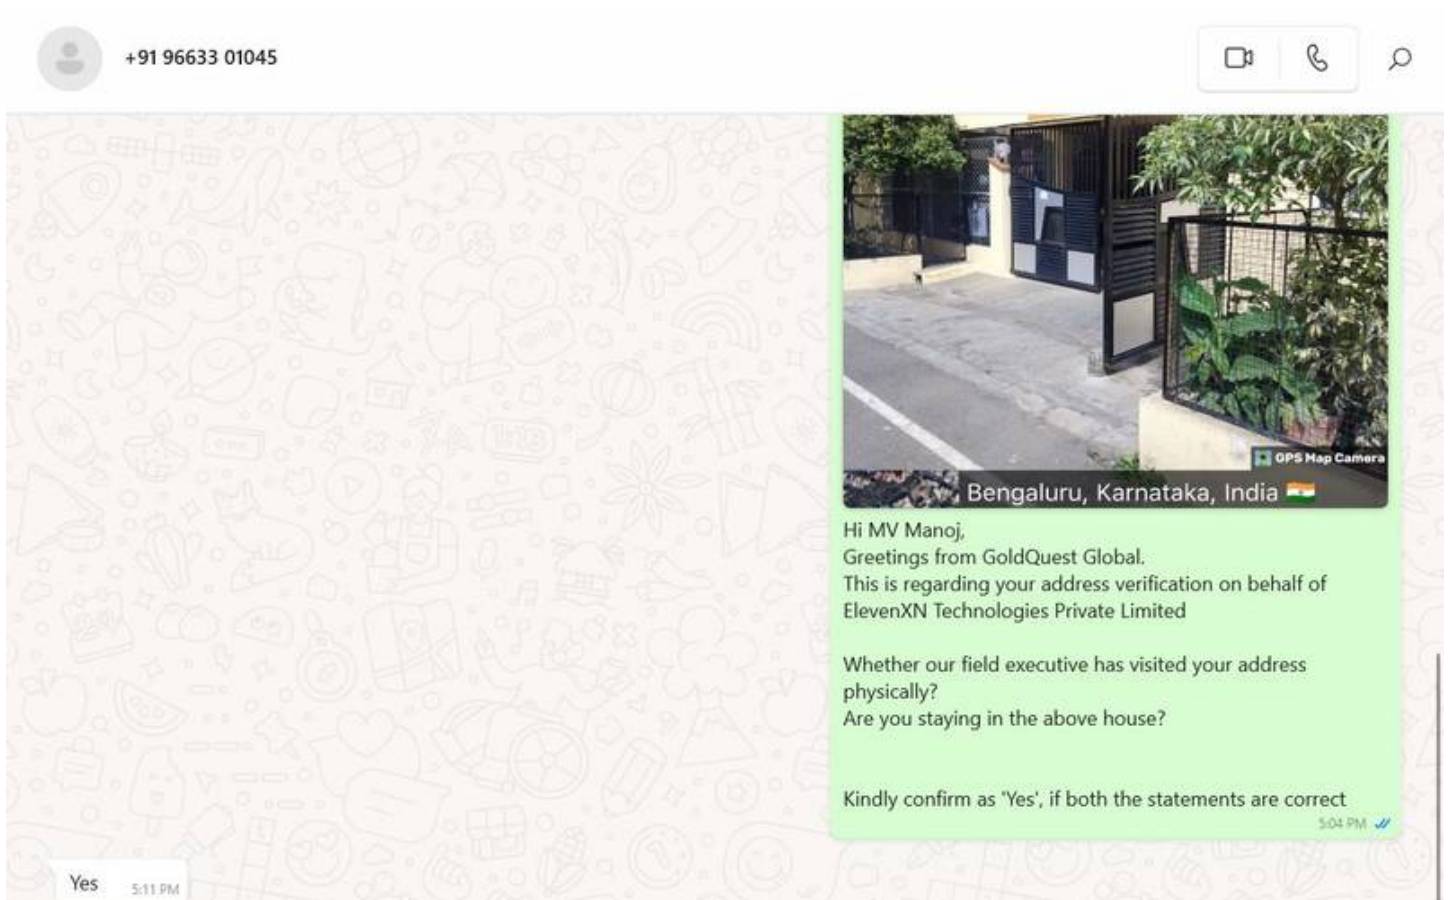 +91 96633 01045
GPS Map Camera
Bengaluru, Karnataka, India
Hi MV Manoj,
Greetings from GoldQuest Global.
This is regarding your address verification on behalf of
ElevenXN Technologies Private Limited
Whether our field executive has visited your address
physically?
Are you staying in the above house?
Kindly confirm as 'Yes', if both the statements are correct
5:04 PM
Yes 5:11 PM